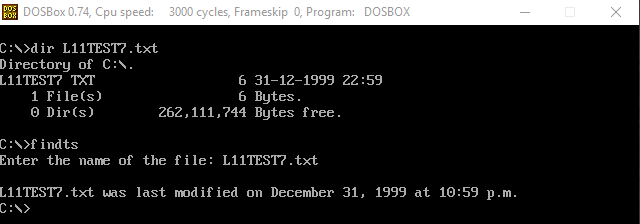 DOSBox 0.74, Cpu speed: 3000 cycles, Frameskip 0, Program: DOSBOX
C:\>dir L11TEST7.txt
Directory of C:\.
L11TEST7 TXT 6 31-12-1999 22:59
1 File(s) 6 Bytes.
0 Dir(s) 262,111,744 Bytes free.
C:\>findts
Enter the name of the file: L11TEST7.txt
L11TEST7.txt was last modified on December 31, 1999 at 10:59 p.m.
C:\>